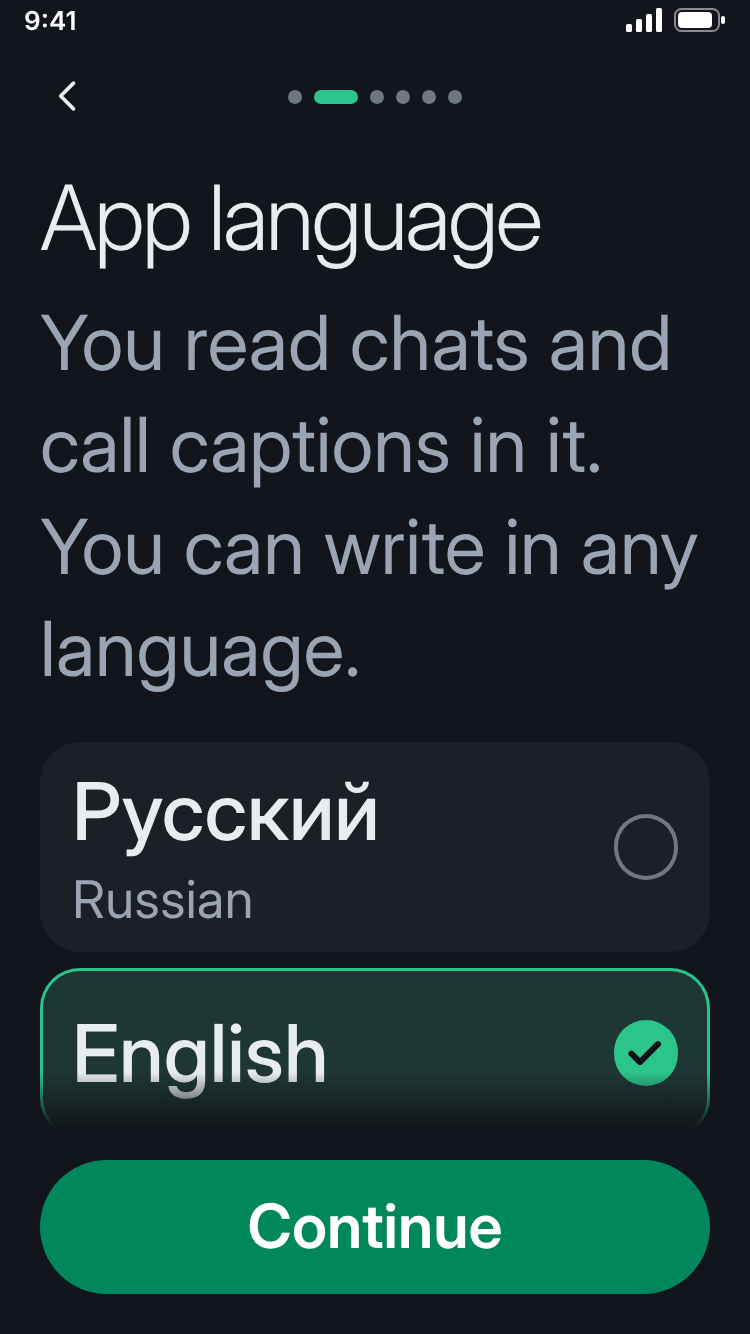 9:41
App language
You read chats and
call captions in it.
You can write in any
language.
Русский
Russian
English
Continue